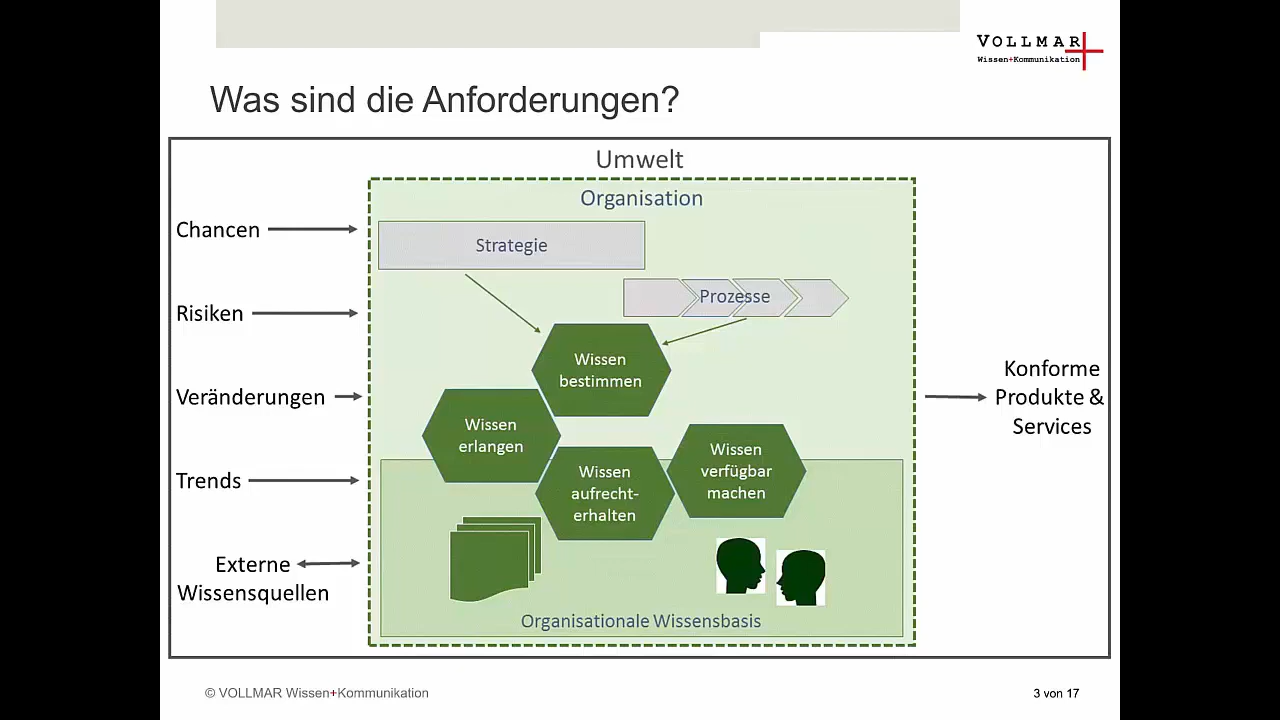 VOLLMAR
Wissen+Kommunikation
Was sind die Anforderungen?
Umwelt
Organisation
Chancen
Strategie
Prozesse
Risiken
Wissen
bestimmen
Veränderungen
Wissen
erlangen
Wissen
verfügbar
machen
Wissen
aufrecht-
erhalten
Konforme
Produkte &
Services
Trends
Externe
Wissensquellen
Organisationale Wissensbasis
© VOLLMAR Wissen+Kommunikation
3 von 17